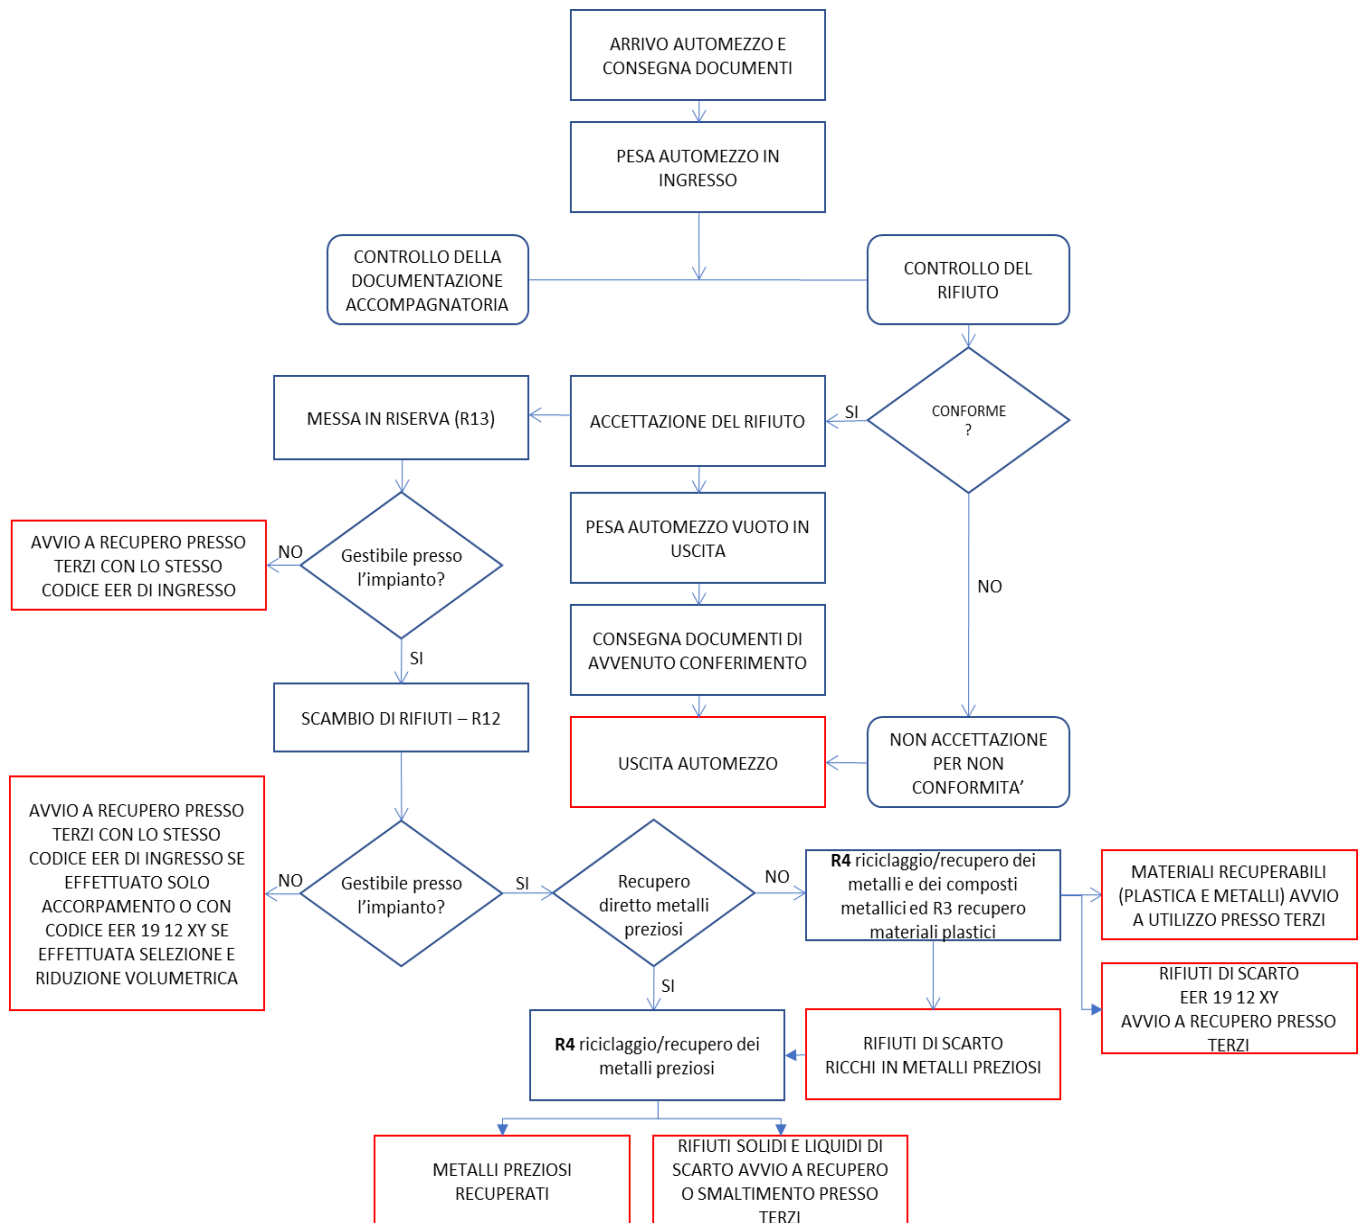 ARRIVO AUTOMEZZO E
CONSEGNA DOCUMENTI
PESA AUTOMEZZO IN
INGRESSO
CONTROLLO DELLA
DOCUMENTAZIONE
ACCOMPAGNATORIA
CONTROLLO DEL
RIFIUTO
MESSA IN RISERVA (R13)
ACCETTAZIONE DEL RIFIUTO
SI
CONFORME
?
AVVIO A RECUPERO PRESSO
TERZI CON LO STESSO
CODICE EER DI INGRESSO
NO
Gestibile presso
l’impianto?
PESA AUTOMEZZO VUOTO IN
USCITA
NO
SI
CONSEGNA DOCUMENTI DI
AVVENUTO CONFERIMENTO
SCAMBIO DI RIFIUTI – R12
USCITA AUTOMEZZO
NON ACCETTAZIONE
PER NON
CONFORMITA’
AVVIO A RECUPERO PRESSO
TERZI CON LO STESSO
CODICE EER DI INGRESSO SE
EFFETTUATO SOLO
ACCORPAMENTO O CON
CODICE EER 19 12 XY SE
EFFETTUATA SELEZIONE E
RIDUZIONE VOLUMETRICA
NO
Gestibile presso
l’impianto?
SI
Recupero
diretto metalli
preziosi
NO
R4 riciclaggio/recupero dei
metalli e dei composti
metallici ed R3 recupero
materiali plastici
MATERIALI RECUPERABILI
(PLASTICA E METALLI) AVVIO
A UTILIZZO PRESSO TERZI
RIFIUTI DI SCARTO
EER 19 12 XY
AVVIO A RECUPERO PRESSO
TERZI
SI
R4 riciclaggio/recupero dei
metalli preziosi
RIFIUTI DI SCARTO
RICCHI IN METALLI PREZIOSI
METALLI PREZIOSI
RECUPERATI
RIFIUTI SOLIDI E LIQUIDI DI
SCARTO AVVIO A RECUPERO
O SMALTIMENTO PRESSO
TERZI